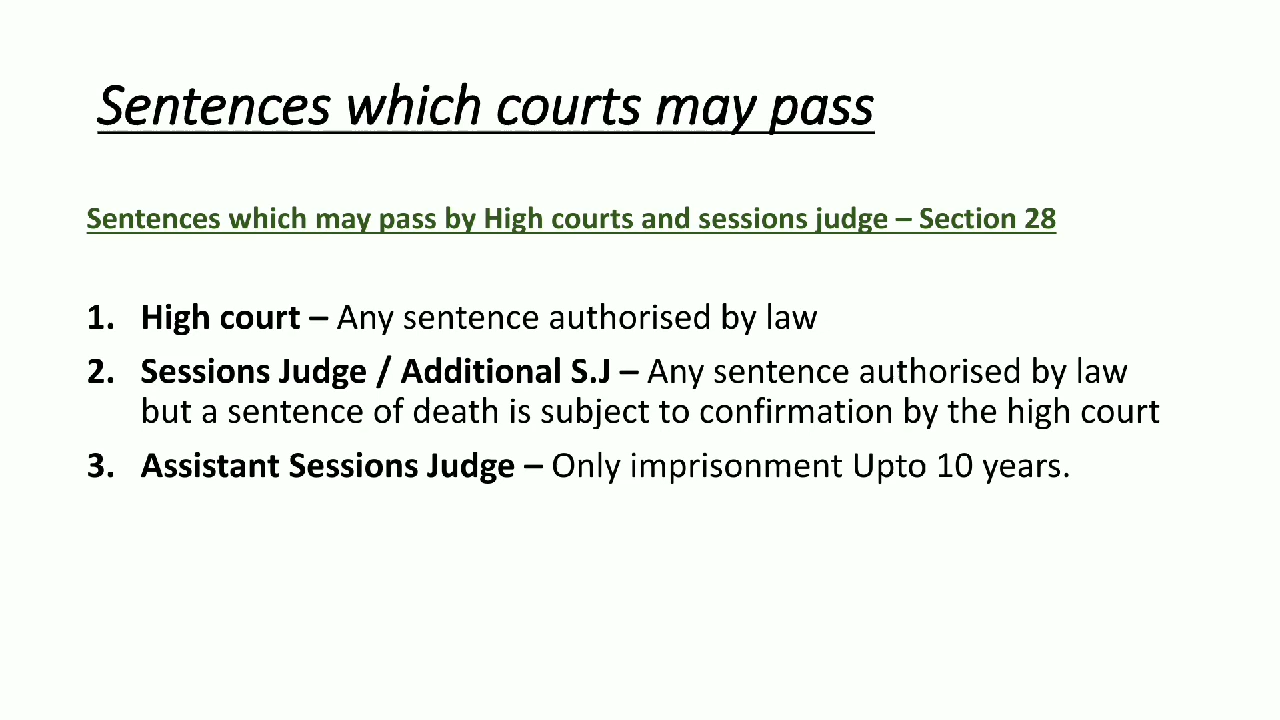 Sentences which courts may pass
Sentences which may pass by High courts and sessions judge – Section 28
1. High court – Any sentence authorised by law
2. Sessions Judge / Additional S.J – Any sentence authorised by law
but a sentence of death is subject to confirmation by the high court
3. Assistant Sessions Judge – Only imprisonment Upto 10 years.